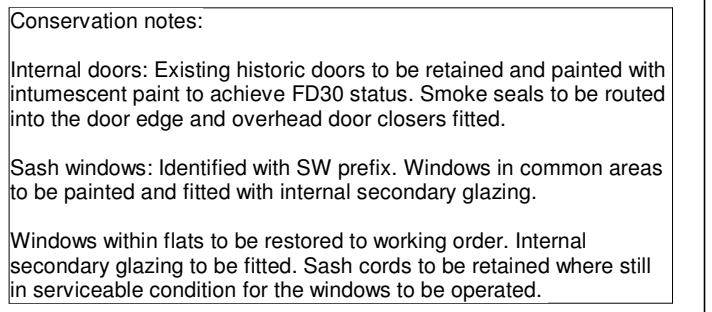 Conservation notes:
Internal doors: Existing historic doors to be retained and painted with
intumescent paint to achieve FD30 status. Smoke seals to be routed
into the door edge and overhead door closers fitted.
Sash windows: Identified with SW prefix. Windows in common areas
to be painted and fitted with internal secondary glazing.
Windows within flats to be restored to working order. Internal
secondary glazing to be fitted. Sash cords to be retained where still
in serviceable condition for the windows to be operated.